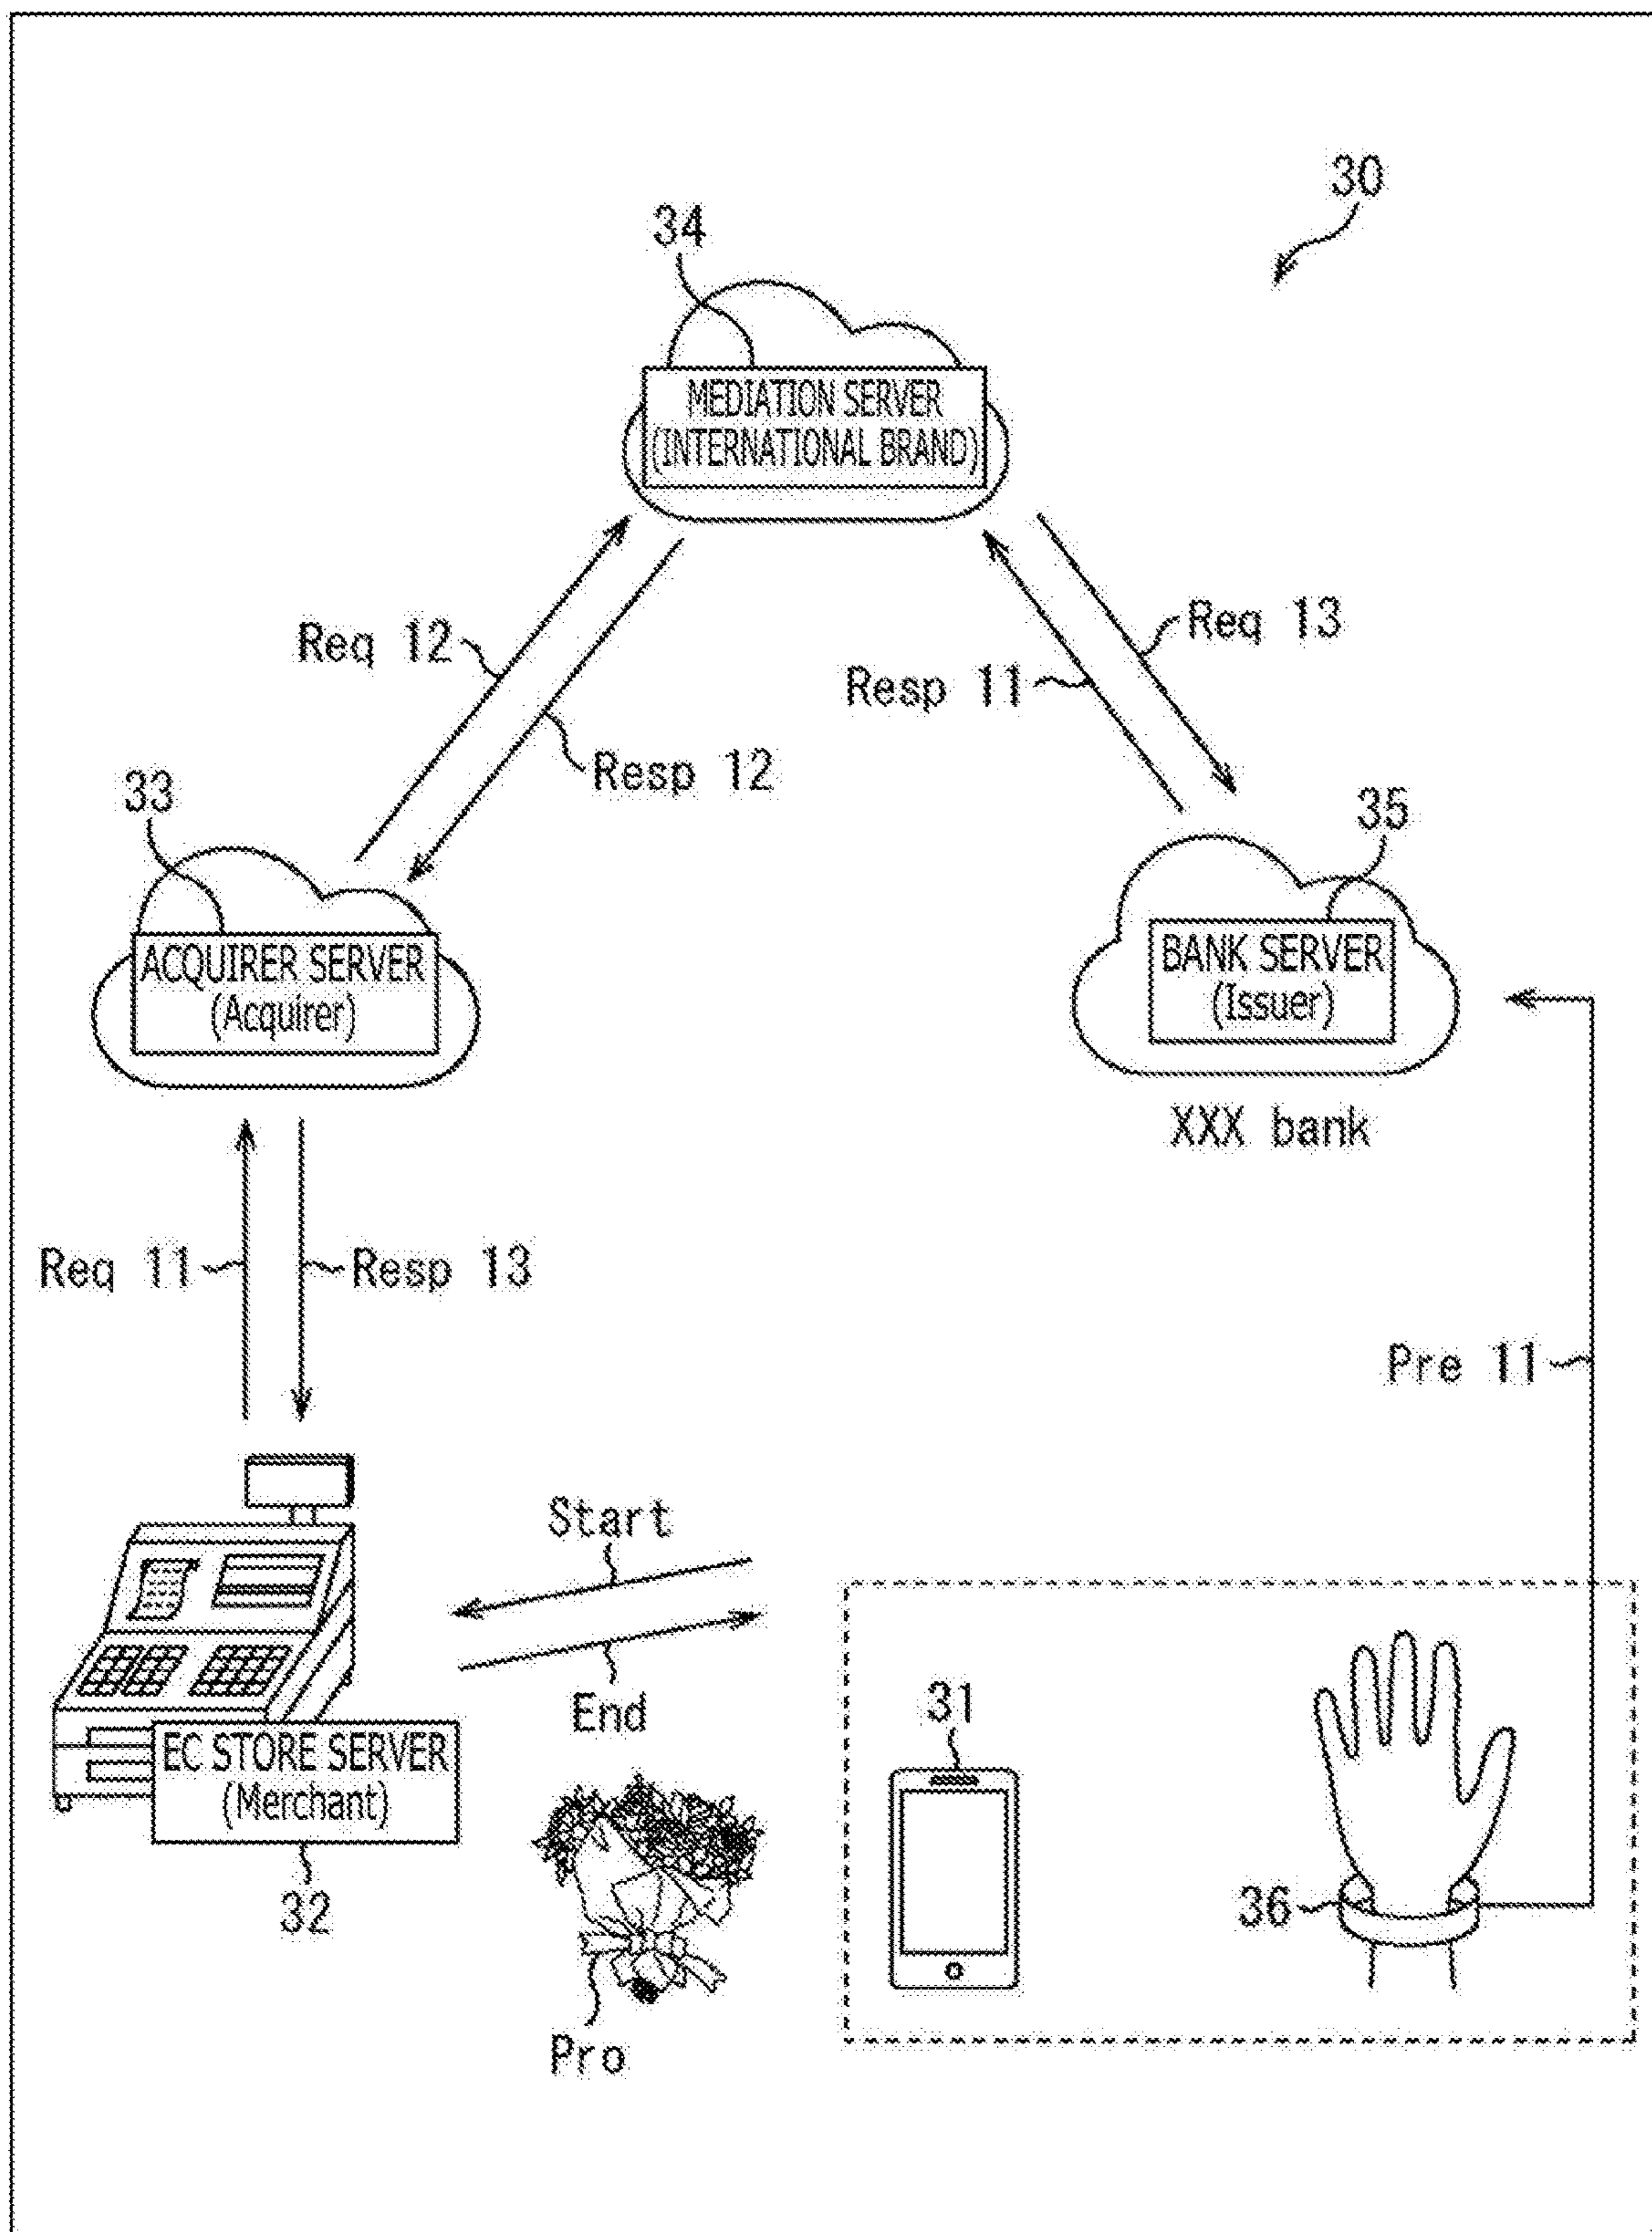 30
34
MEDIATION SERVER
(INTERNATIONAL BRAND)
Req 12
Resp 12
Req 13
Resp 11
33
ACQUIRER SERVER
(Acquirer)
35
BANK SERVER
(Issuer)
XXX bank
Req 11
Resp 13
Pre 11
Start
End
EC STORE SERVER
(Merchant)
32
Pro
31
36